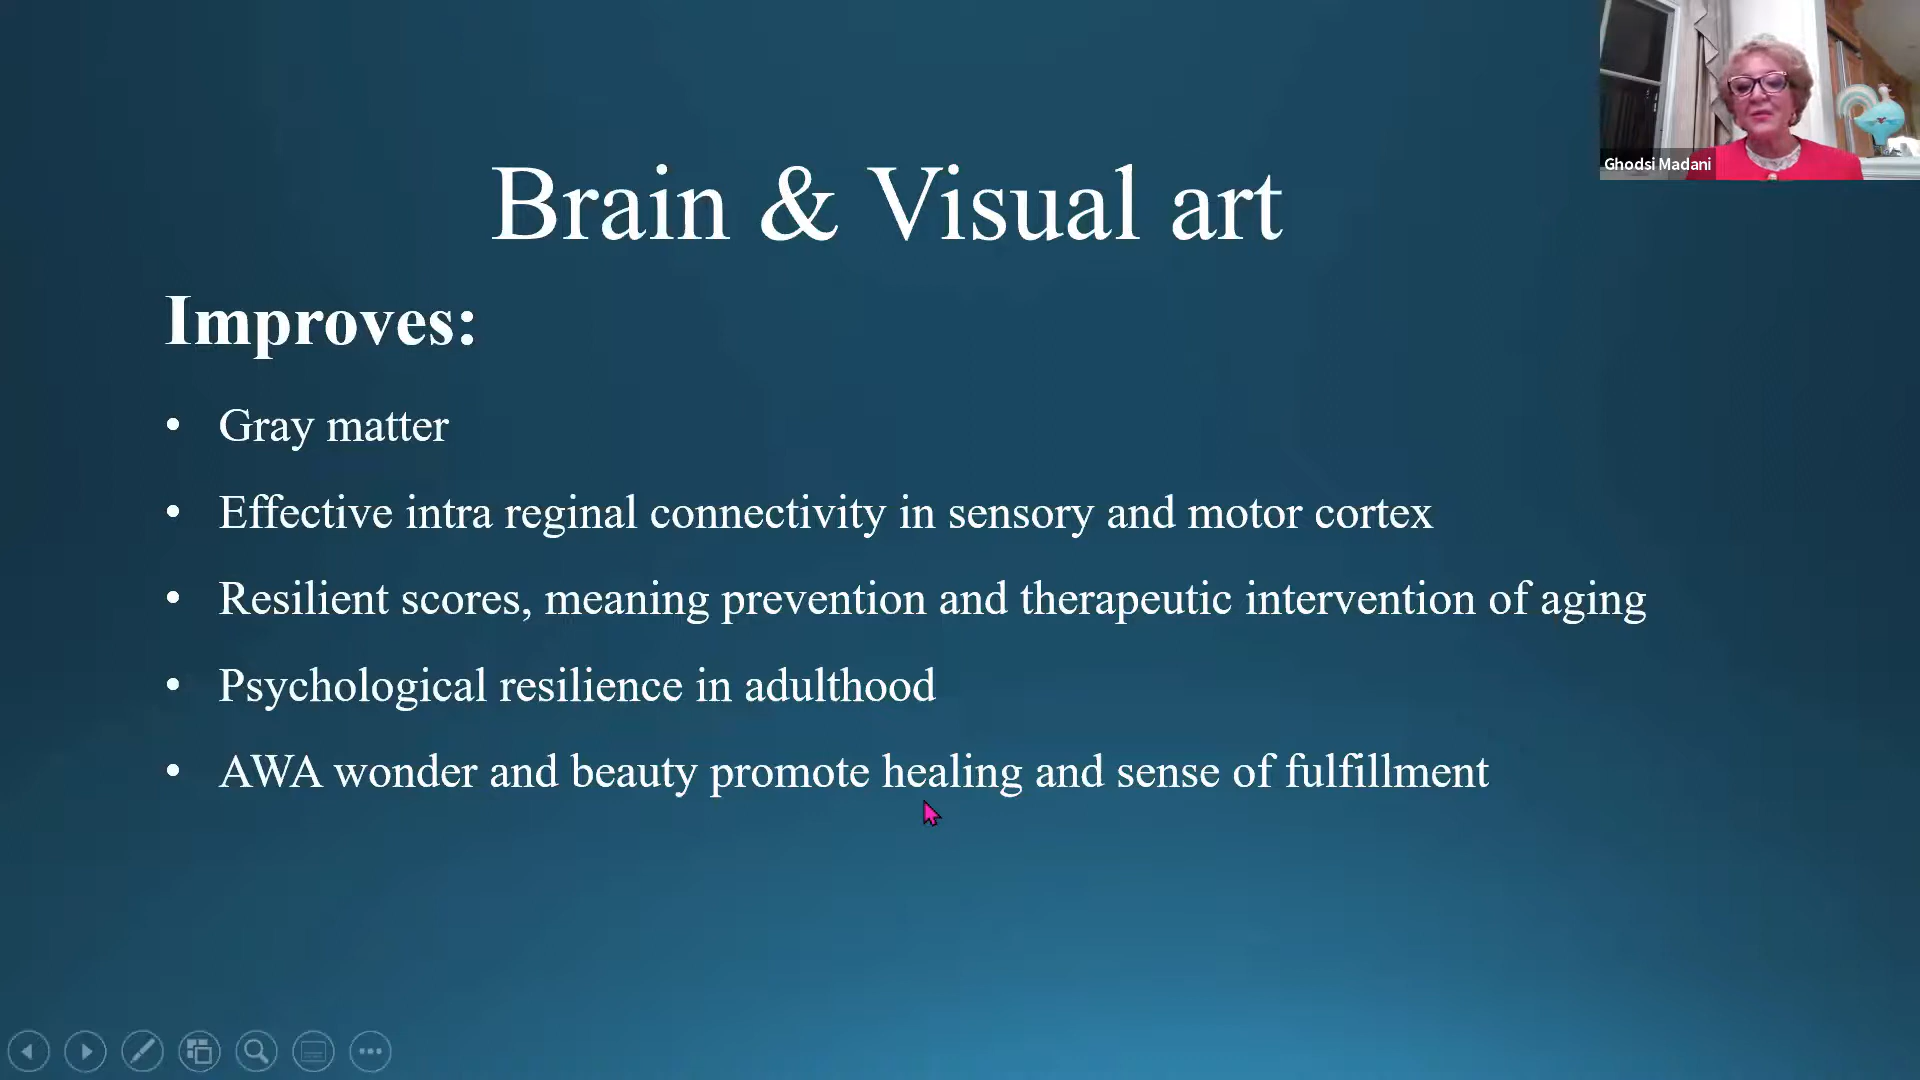 Brain & Visual art
Ghodsi Madani
Improves:
• Gray matter
• Effective intra reginal connectivity in sensory and motor cortex
• Resilient scores, meaning prevention and therapeutic intervention of aging
• Psychological resilience in adulthood
• AWA wonder and beauty promote healing and sense of fulfillment